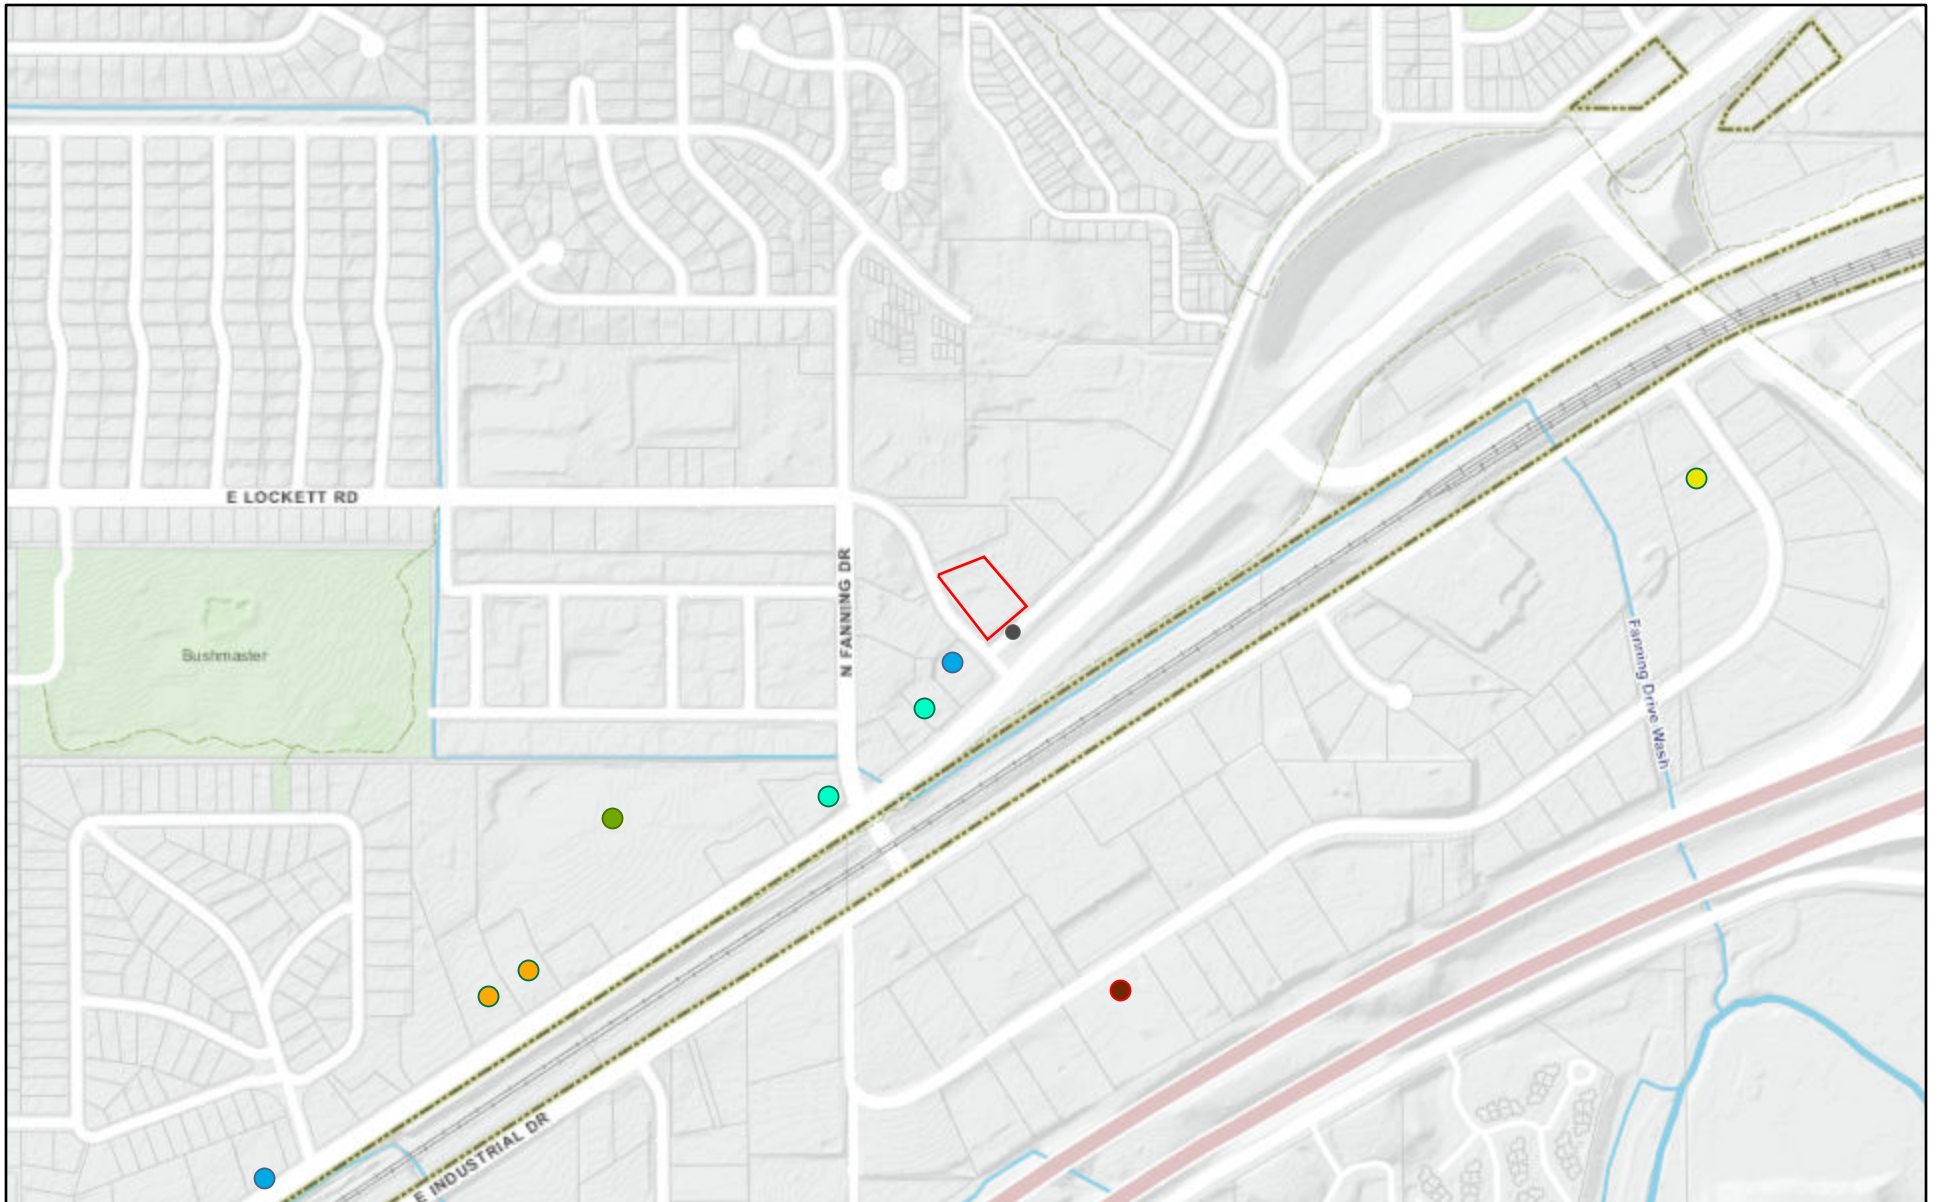 E LOCKETT RD
N FANNING DR
Bushmaster
Fanning Drive Wash
E INDUSTRIAL DR